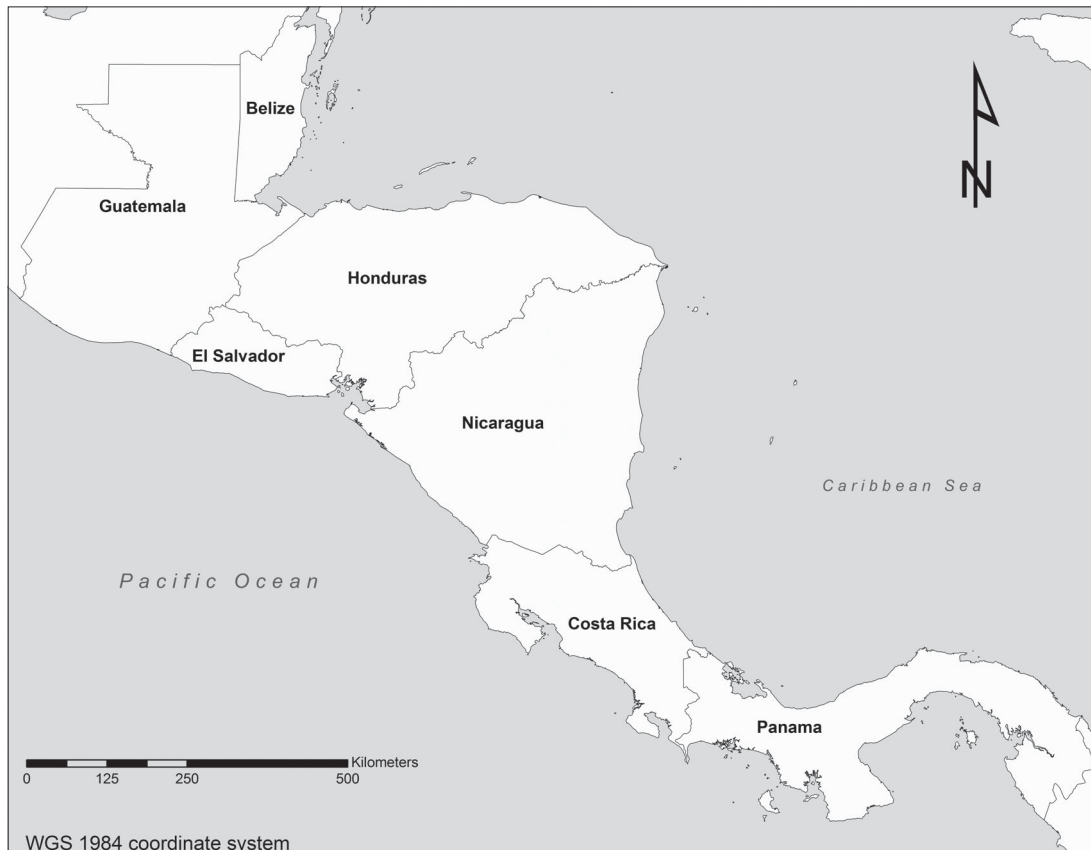 Belize
N
Guatemala
Honduras
El Salvador
Nicaragua
Caribbean Sea
Pacific Ocean
Costa Rica
Panama
Kilometers
0 125 250 500
WGS 1984 coordinate system